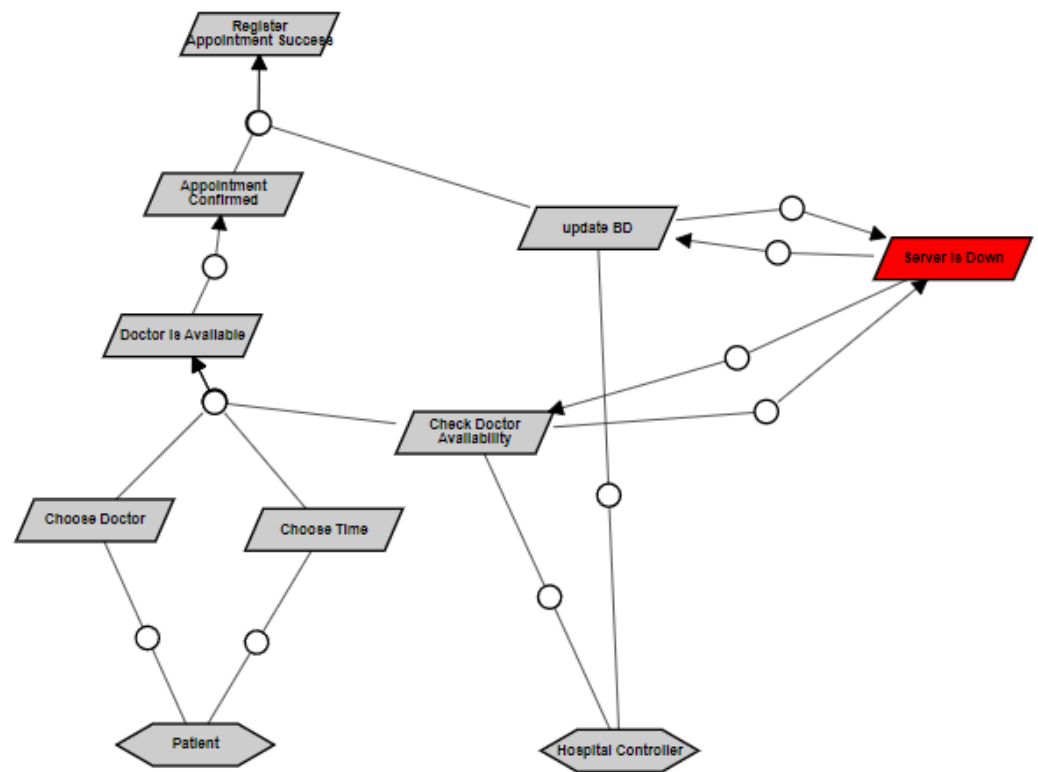 Register
Appointment Success
Appointment
Confirmed
update BD
Server Is Down
Doctor Is Available
Check Doctor
Availability
Choose Doctor
Choose Time
Patient
Hospital Controller